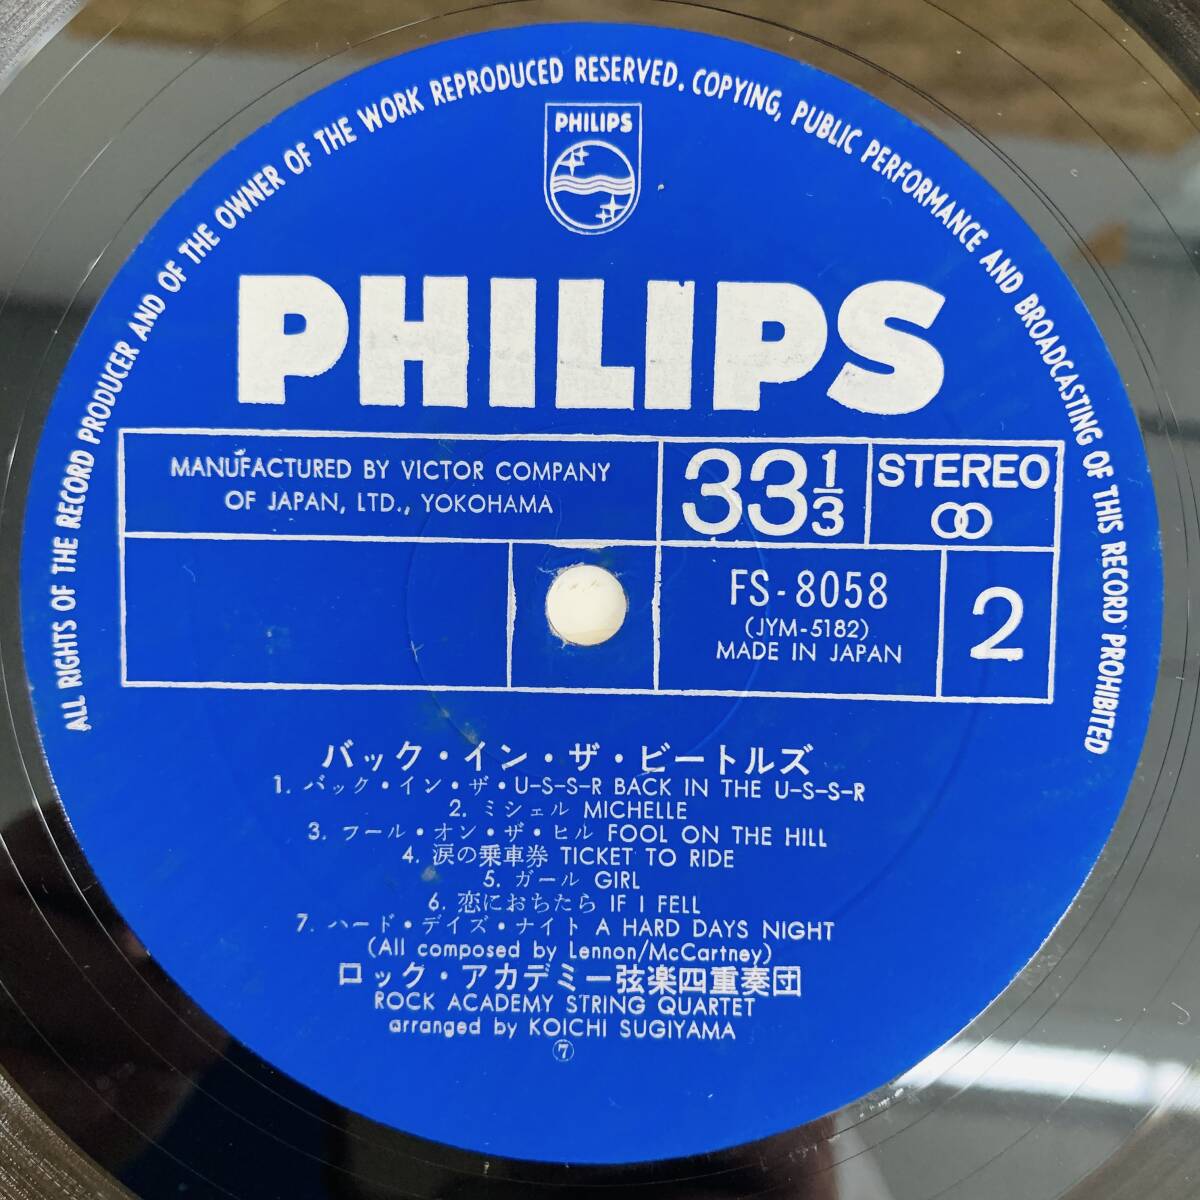 ALL RIGHTS OF THE RECORD PRODUCER AND OF THE OWNER OF THE WORK REPRODUCED RESERVED. COPYING, PUBLIC PERFORMANCE AND BROADCASTING OF THIS RECORD PROHIBITED
PHILIPS
PHILIPS
MANUFACTURED BY VICTOR COMPANY
OF JAPAN, LTD., YOKOHAMA
33 1/3
STEREO
FS-8058
(JYM-5182)
MADE IN JAPAN
2
バック・イン・ザ・ビートルズ
1. バック・イン・ザ・U-S-S-R BACK IN THE U-S-S-R
2. ミシェル MICHELLE
3. フール・オン・ザ・ヒル FOOL ON THE HILL
4. 涙の乗車券 TICKET TO RIDE
5. ガール GIRL
6. 恋におちたら IF I FELL
7. ハード・デイズ・ナイト A HARD DAYS NIGHT
(All composed by Lennon/McCartney)
ロック・アカデミー弦楽四重奏団
ROCK ACADEMY STRING QUARTET
arranged by KOICHI SUGIYAMA
⑦